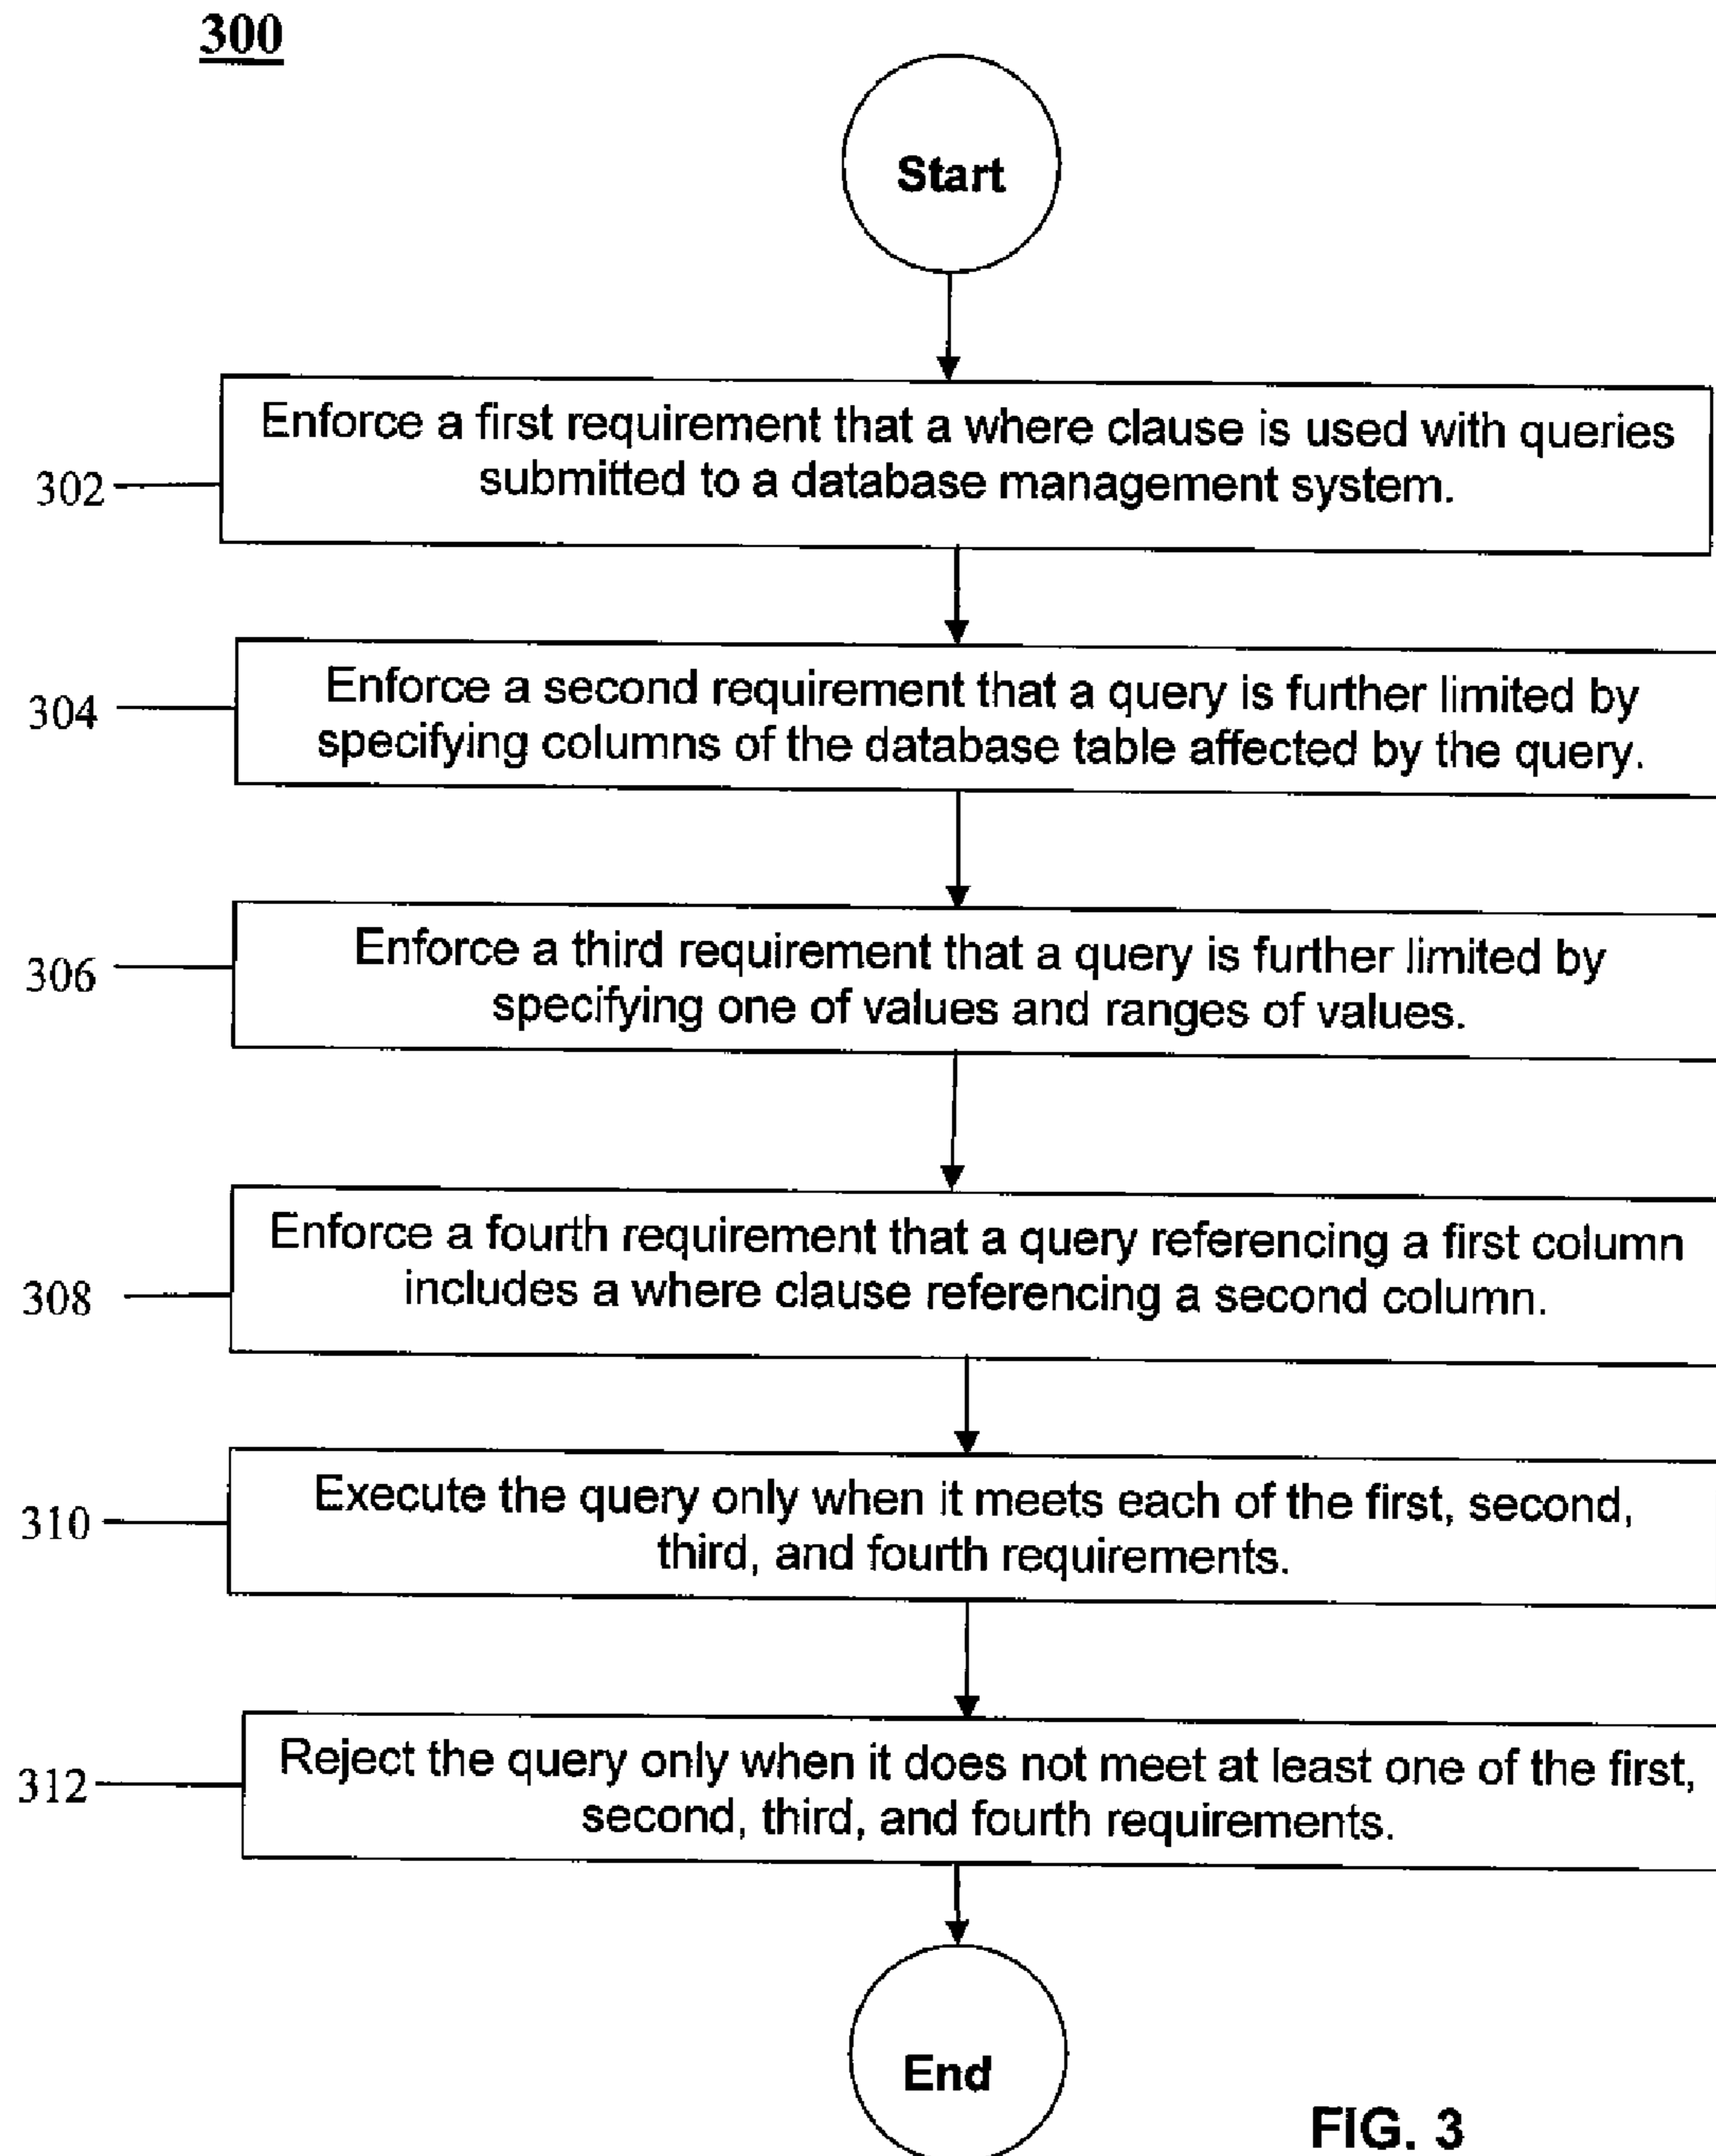 300
Start
Enforce a first requirement that a where clause is used with queries
submitted to a database management system.
302
Enforce a second requirement that a query is further limited by
specifying columns of the database table affected by the query.
304
Enforce a third requirement that a query is further limited by
specifying one of values and ranges of values.
306
Enforce a fourth requirement that a query referencing a first column
includes a where clause referencing a second column.
308
Execute the query only when it meets each of the first, second,
third, and fourth requirements.
310
Reject the query only when it does not meet at least one of the first,
second, third, and fourth requirements.
312
End
FIG. 3